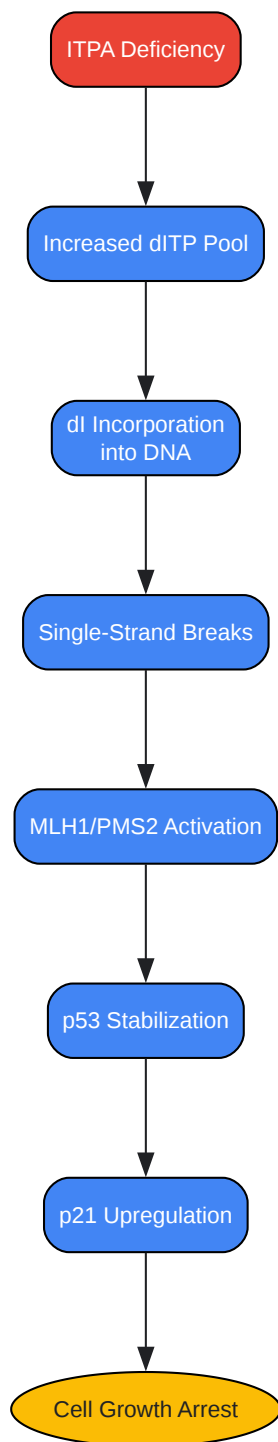 ITPA Deficiency
Increased dITP Pool
dI Incorporation
into DNA
Single-Strand Breaks
MLH1/PMS2 Activation
p53 Stabilization
p21 Upregulation
Cell Growth Arrest